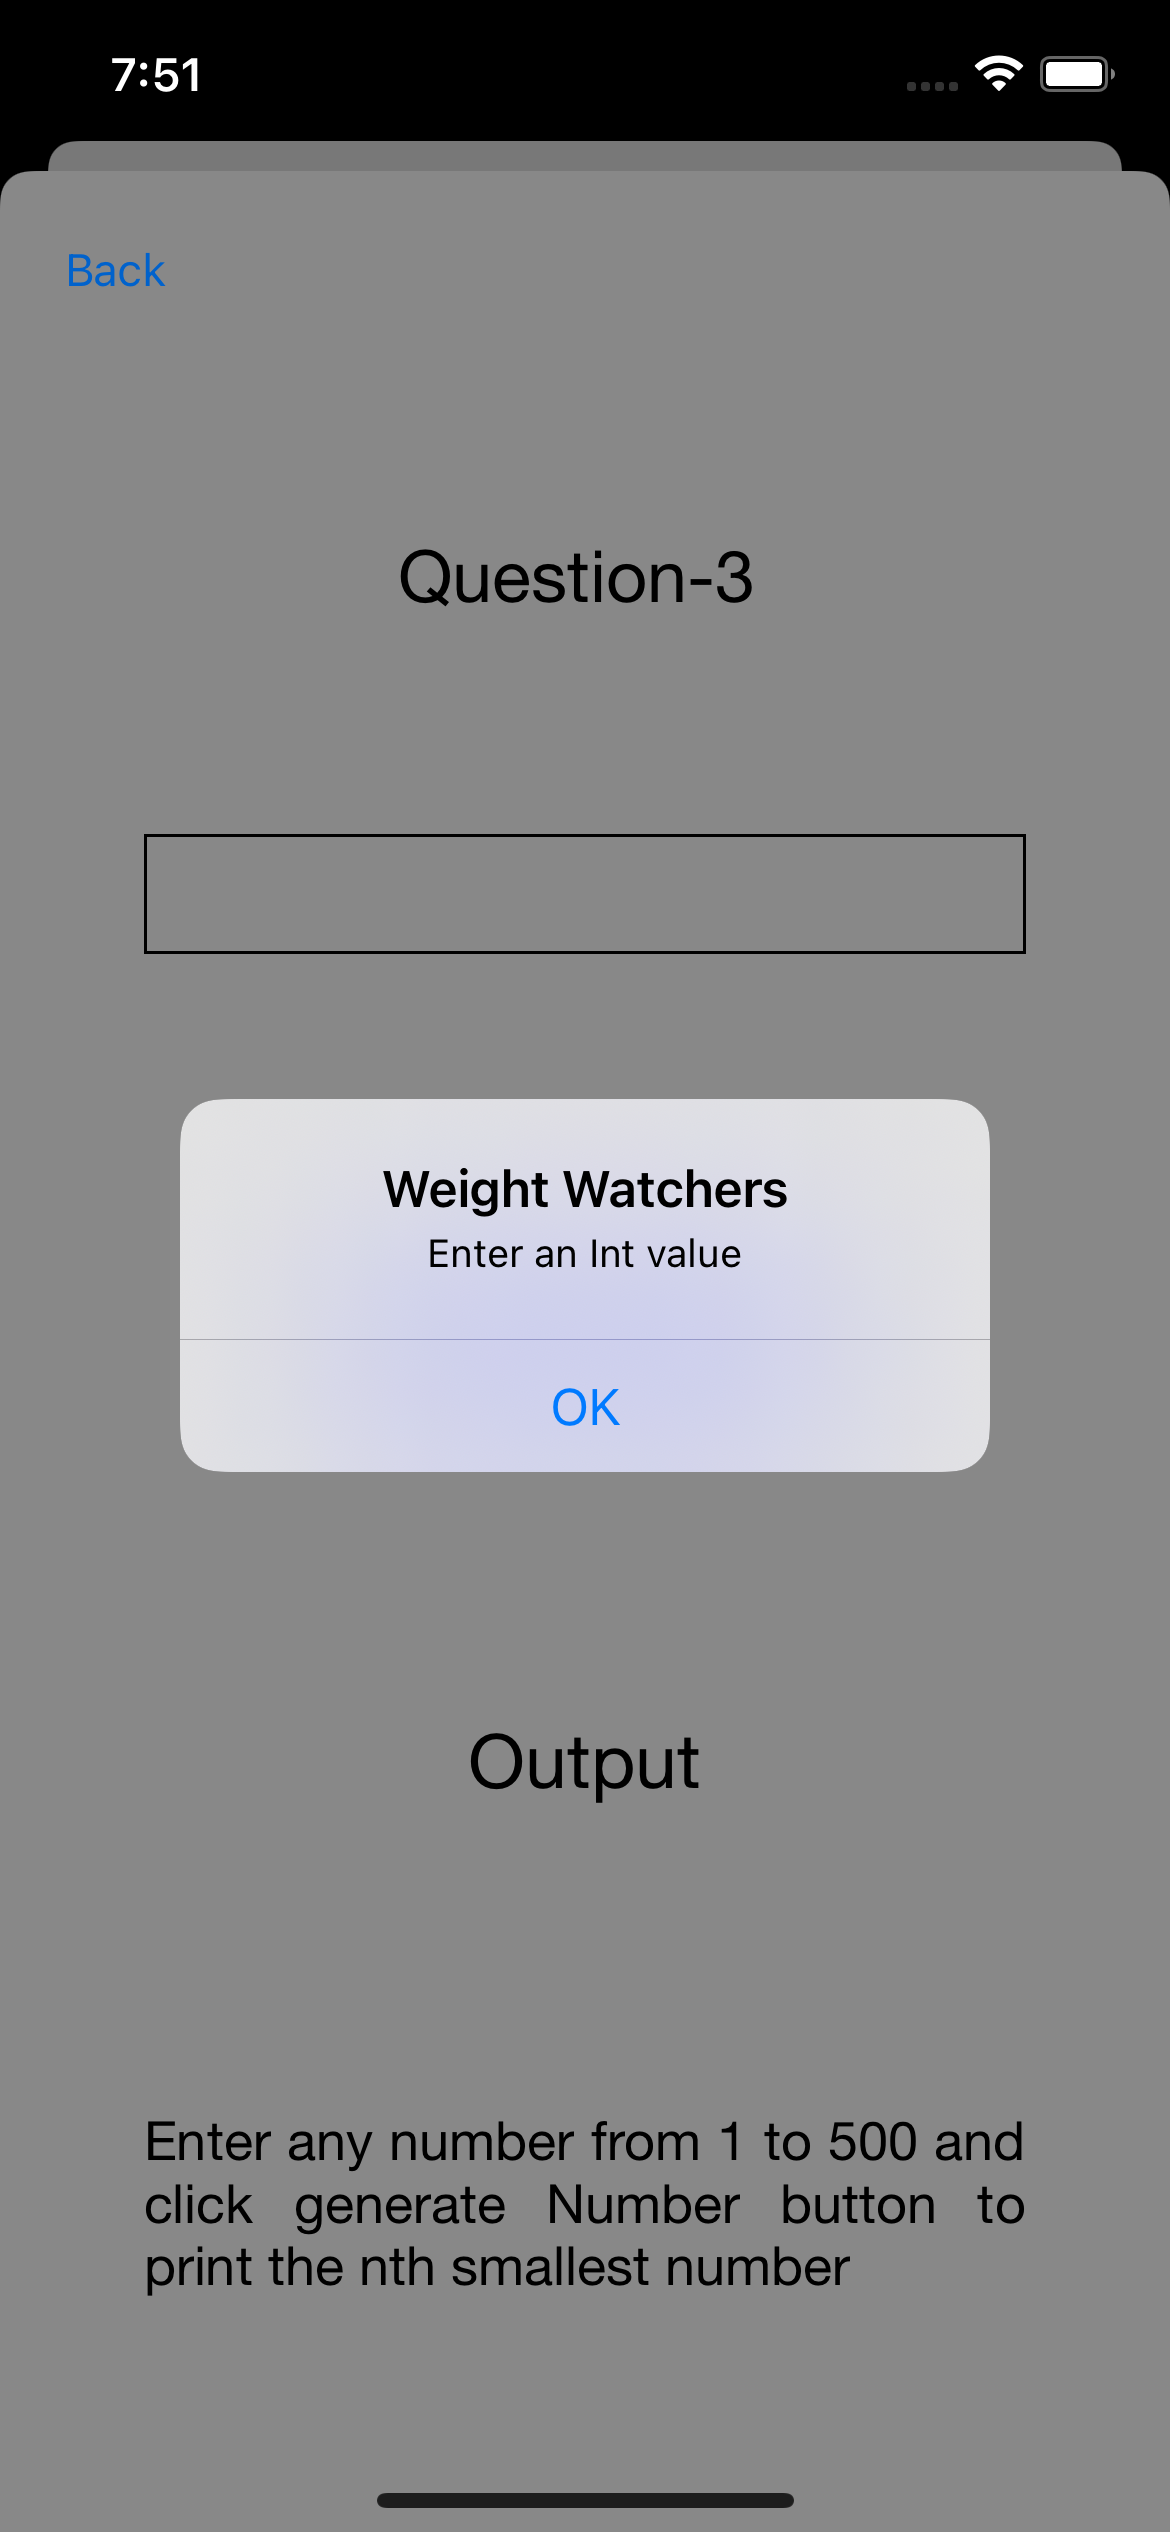 7:51
Back
Question-3
Weight Watchers
Enter an Int value
OK
Output
Enter any number from 1 to 500 and
click generate Number button to
print the nth smallest number